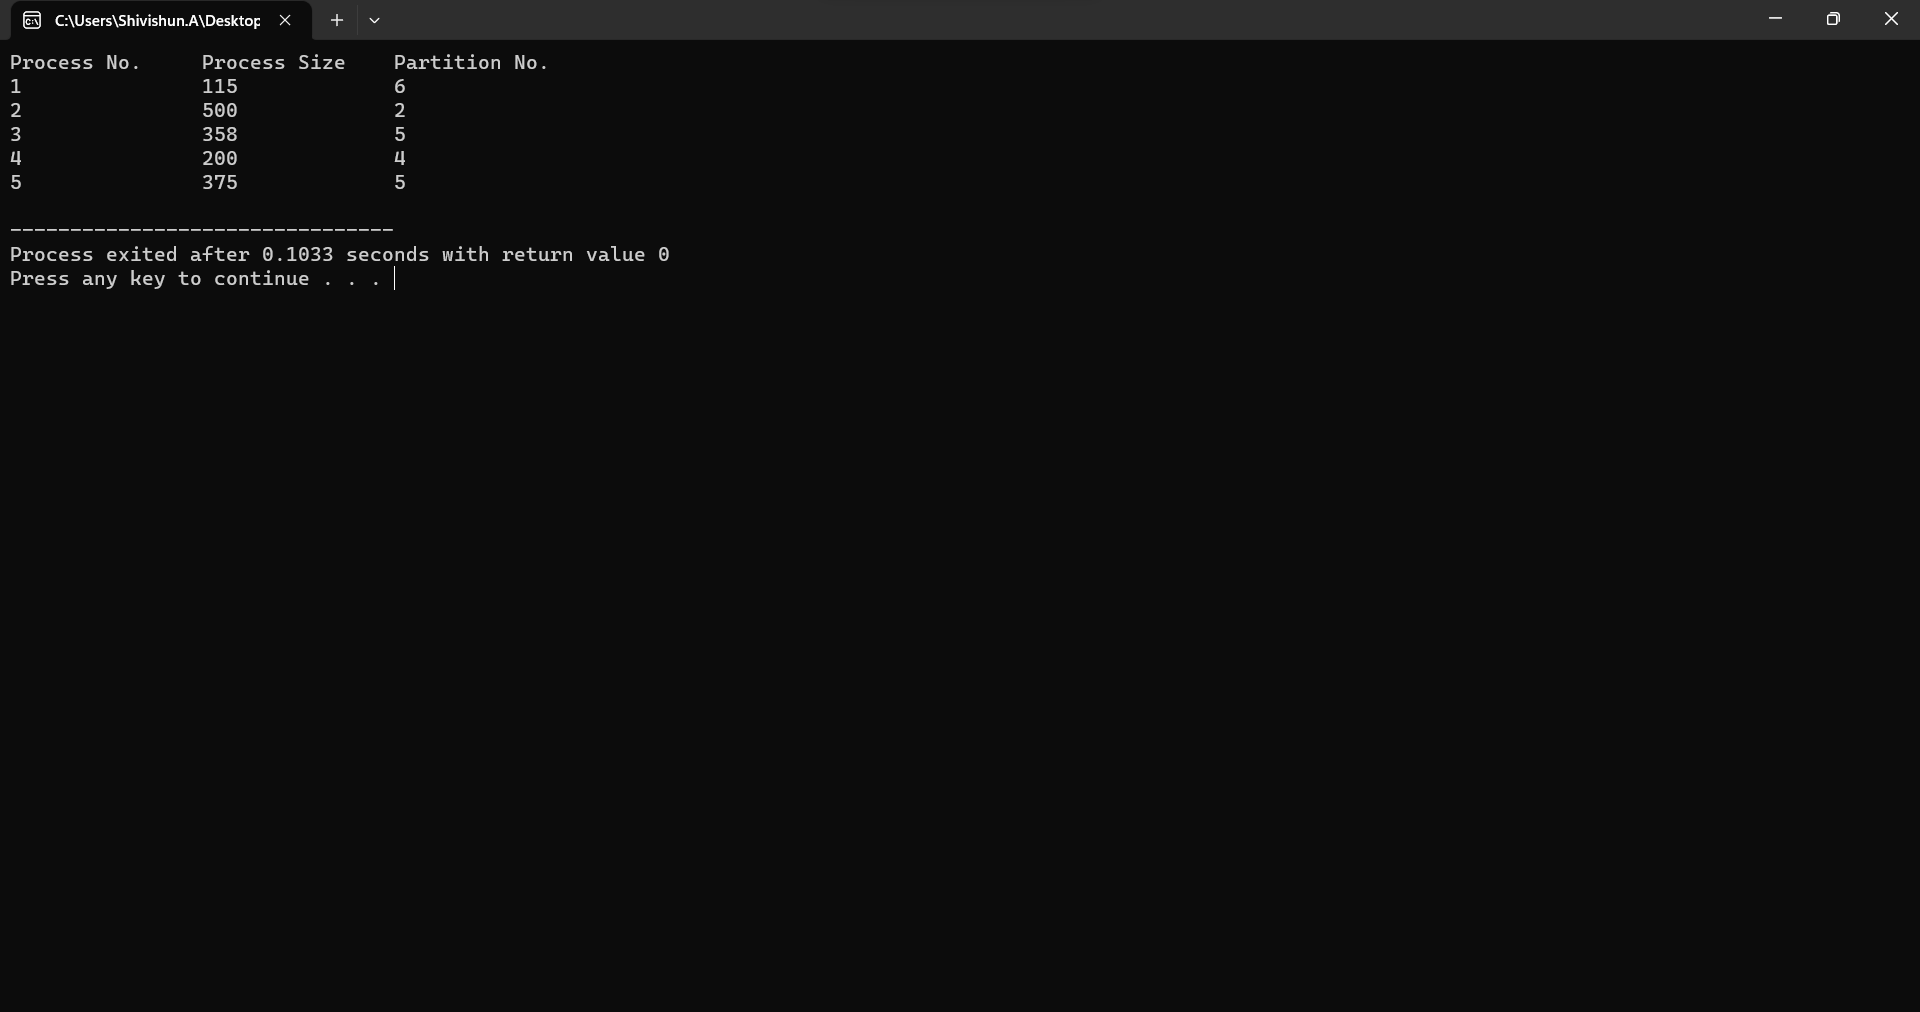 C:\Users\Shivishun.A\Desktop
Process No.     Process Size    Partition No.
1               115             6
2               500             2
3               358             5
4               200             4
5               375             5
--------------------------------
Process exited after 0.1033 seconds with return value 0
Press any key to continue . . .